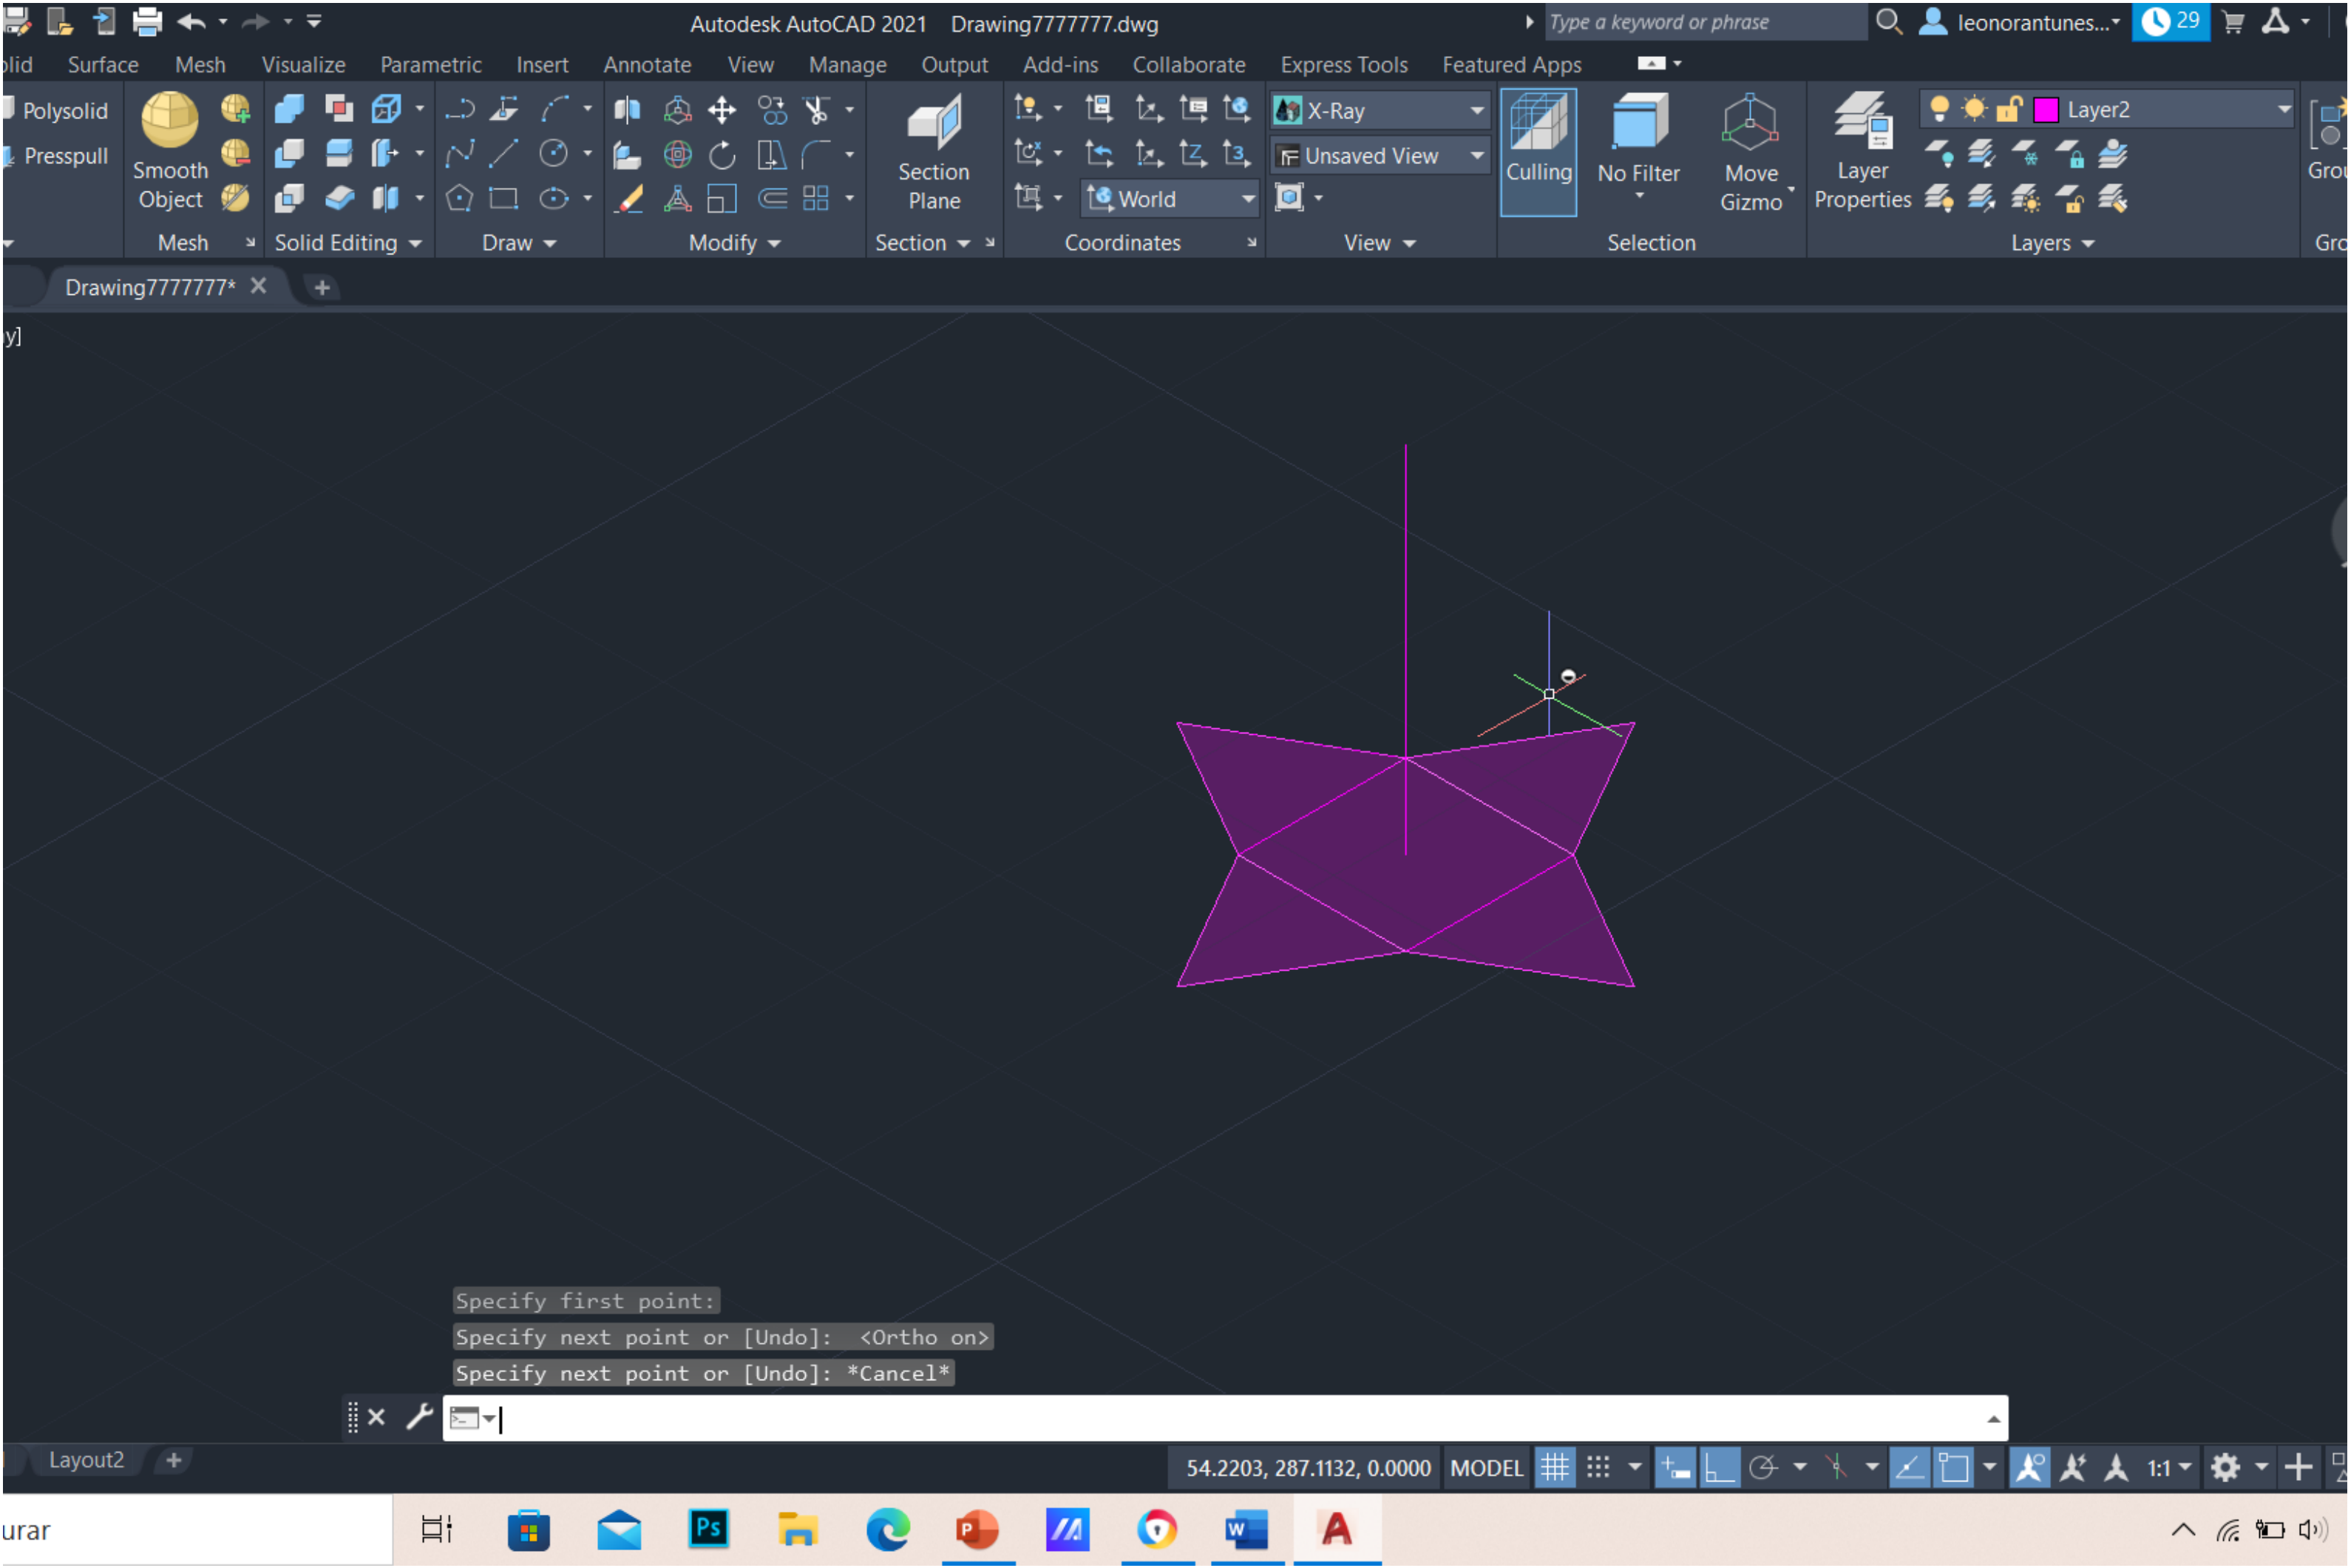 Autodesk AutoCAD 2021 Drawing7777777.dwg
Type a keyword or phrase
leonorantunes...
29
olid Surface Mesh Visualize Parametric Insert Annotate View Manage Output Add-ins Collaborate Express Tools Featured Apps
Polysolid
Presspull
Smooth
Object
Section
Plane
World
X-Ray
Unsaved View
Culling
No Filter
Move
Gizmo
Layer
Properties
Layer2
Grou
Mesh Solid Editing Draw Modify Section Coordinates View Selection Layers Gro
Drawing7777777*
y]
Specify first point:
Specify next point or [Undo]: <Ortho on>
Specify next point or [Undo]: *Cancel*
Layout2
54.2203, 287.1132, 0.0000 MODEL 1:1
urar
Ps
P
W
A